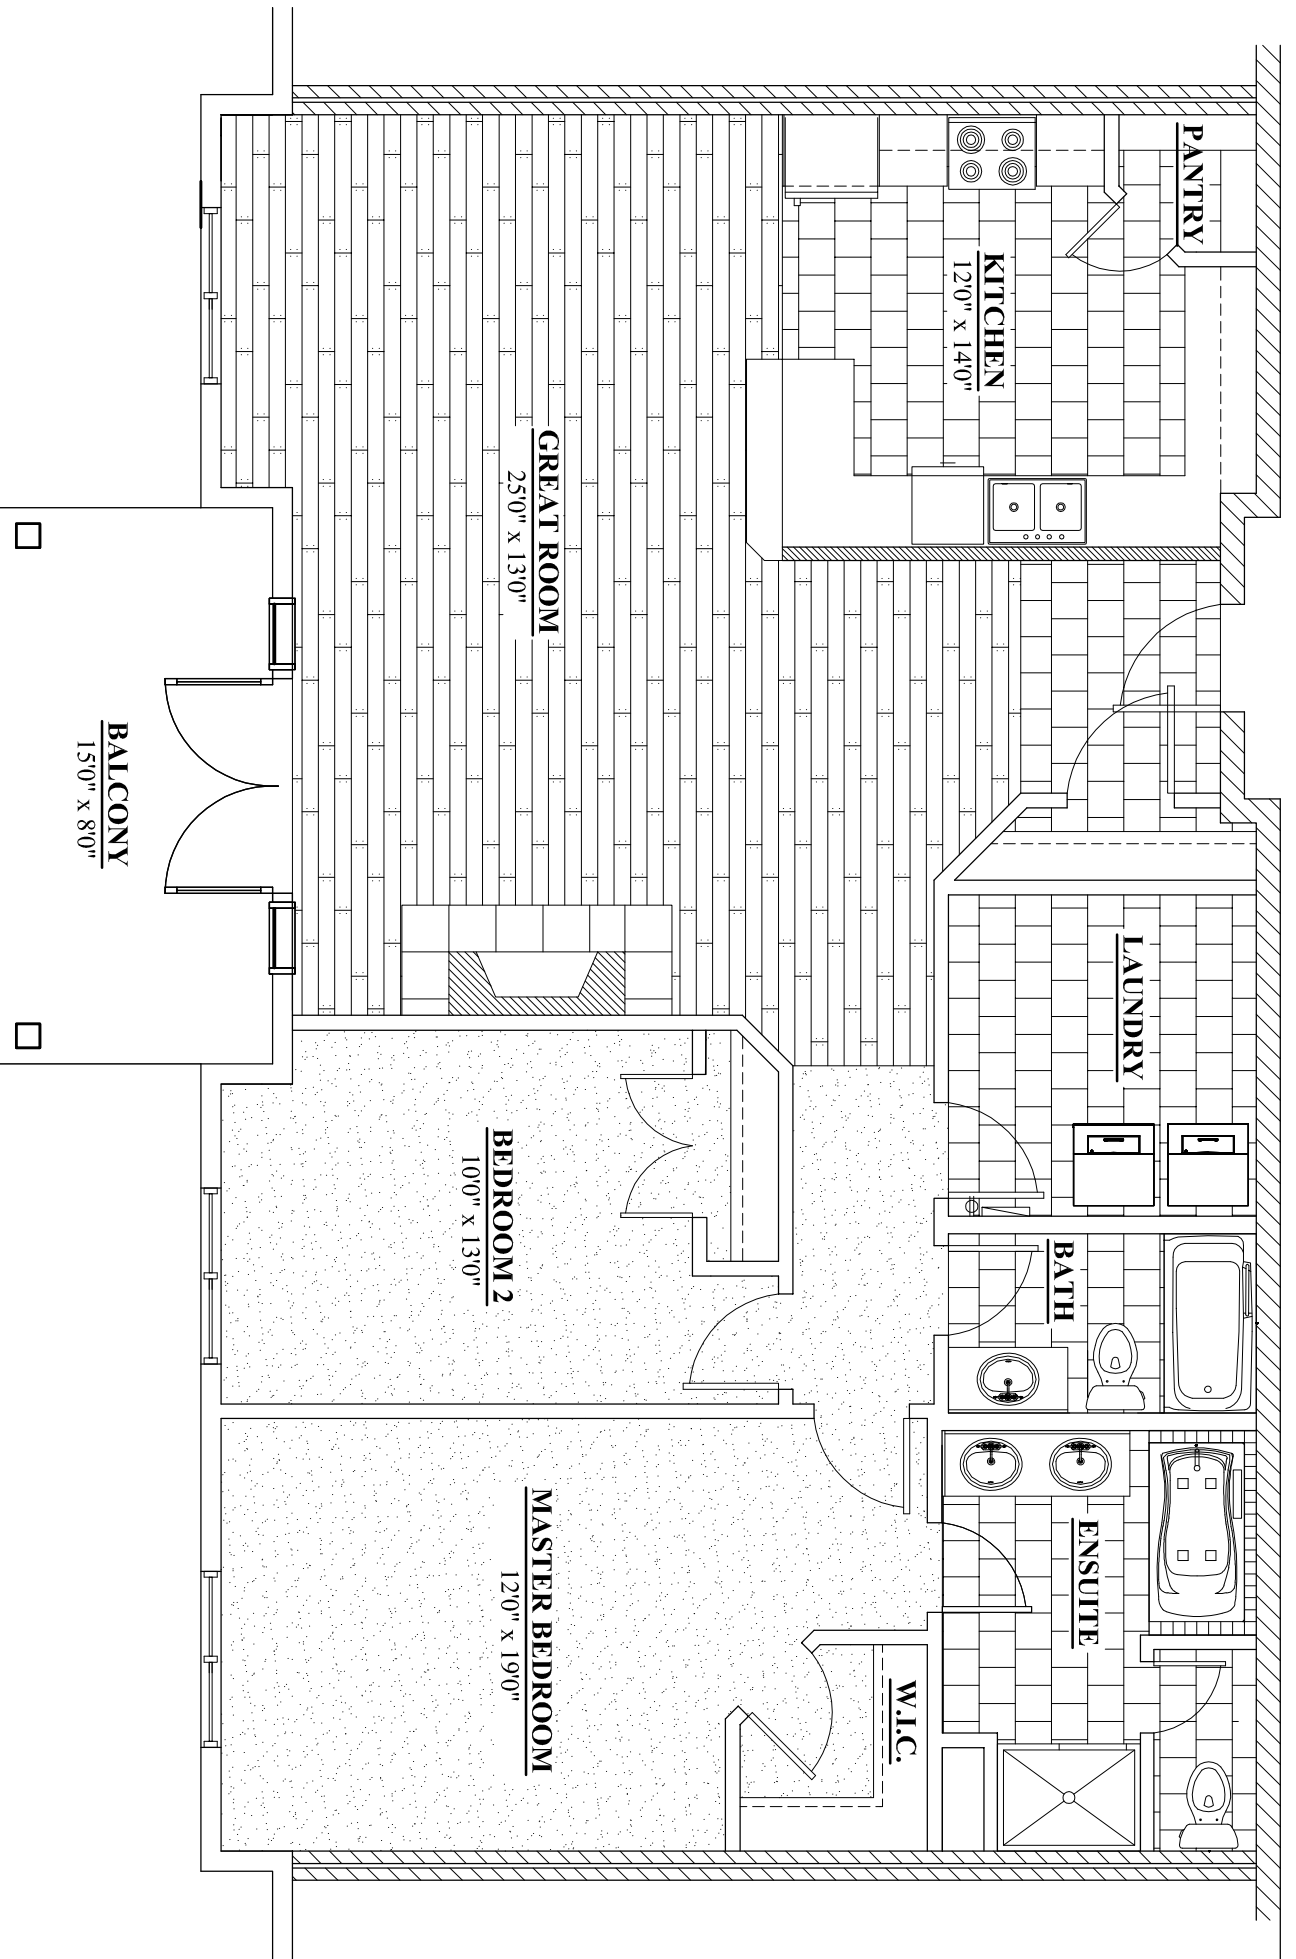 PANTRY
KITCHEN
12'0" x 14'0"
GREAT ROOM
25'0" x 13'0"
BALCONY
15'0" x 8'0"
LAUNDRY
BATH
BEDROOM 2
10'0" x 13'0"
ENSUITE
W.I.C.
MASTER BEDROOM
12'0" x 19'0"